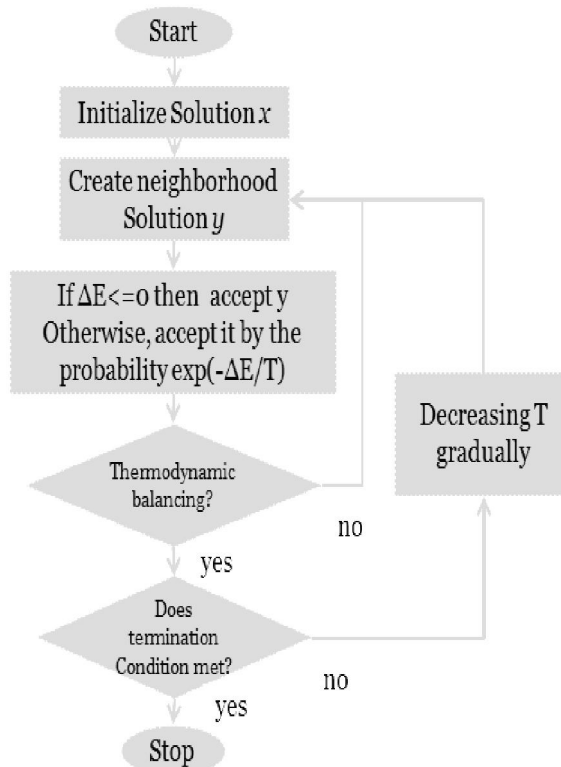 Start
Initialize Solution x
Create neighborhood
Solution y
If ΔE<=0 then accept y
Otherwise, accept it by the
probability exp(-ΔE/T)
Decreasing T
gradually
Thermodynamic
balancing?
no
yes
Does
termination
Condition met?
no
yes
Stop